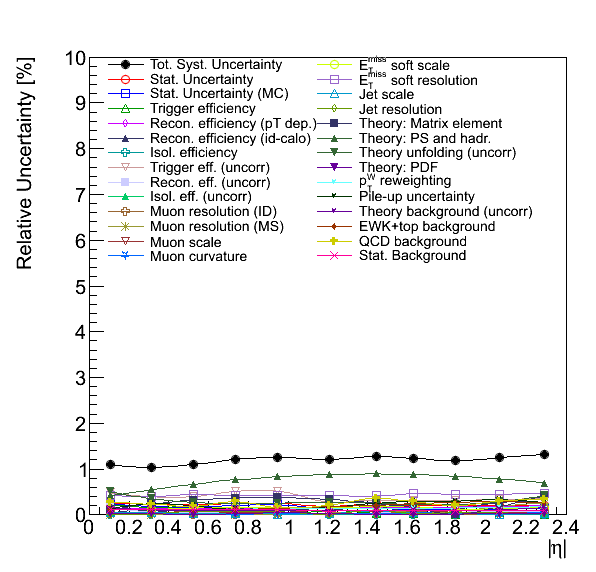 Relative Uncertainty [%]
10
9
8
7
6
5
4
3
2
1
0
Tot. Syst. Uncertainty
Stat. Uncertainty
Stat. Uncertainty (MC)
Trigger efficiency
Recon. efficiency (pT dep.)
Recon. efficiency (id-calo)
Isol. efficiency
Trigger eff. (uncorr)
Recon. eff. (uncorr)
Isol. eff. (uncorr)
Muon resolution (ID)
Muon resolution (MS)
Muon scale
Muon curvature
E_T^miss soft scale
E_T^miss soft resolution
Jet scale
Jet resolution
Theory: Matrix element
Theory: PS and hadr.
Theory unfolding (uncorr)
Theory: PDF
p_T^W reweighting
Pile-up uncertainty
Theory background (uncorr)
EWK+top background
QCD background
Stat. Background
0 0.2 0.4 0.6 0.8 1 1.2 1.4 1.6 1.8 2 2.2 2.4
|η|